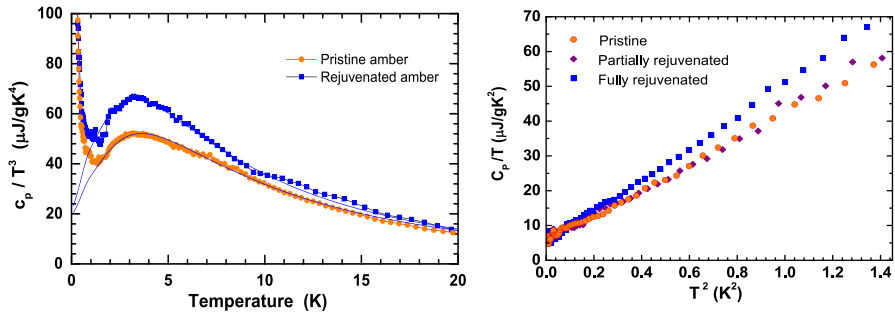 100
80
60
40
20
0
c_p / T^3 (μJ/gK^4)
Pristine amber
Rejuvenated amber
0 5 10 15 20
Temperature (K)
70
60
50
40
30
20
10
0
C_P/T (μJ/gK^2)
Pristine
Partially rejuvenated
Fully rejuvenated
0.0 0.2 0.4 0.6 0.8 1.0 1.2 1.4
T^2 (K^2)